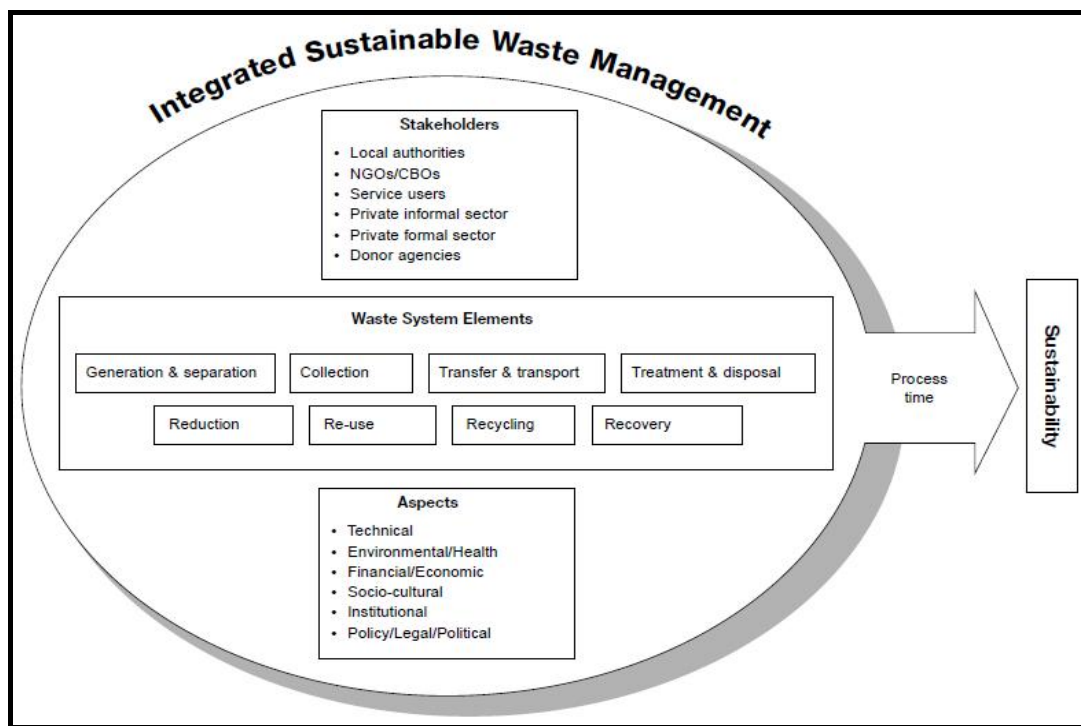 Integrated Sustainable Waste Management
Stakeholders
• Local authorities
• NGOs/CBOs
• Service users
• Private informal sector
• Private formal sector
• Donor agencies
Waste System Elements
Generation & separation
Collection
Transfer & transport
Treatment & disposal
Reduction
Re-use
Recycling
Recovery
Aspects
• Technical
• Environmental/Health
• Financial/Economic
• Socio-cultural
• Institutional
• Policy/Legal/Political
Process
time
Sustainability